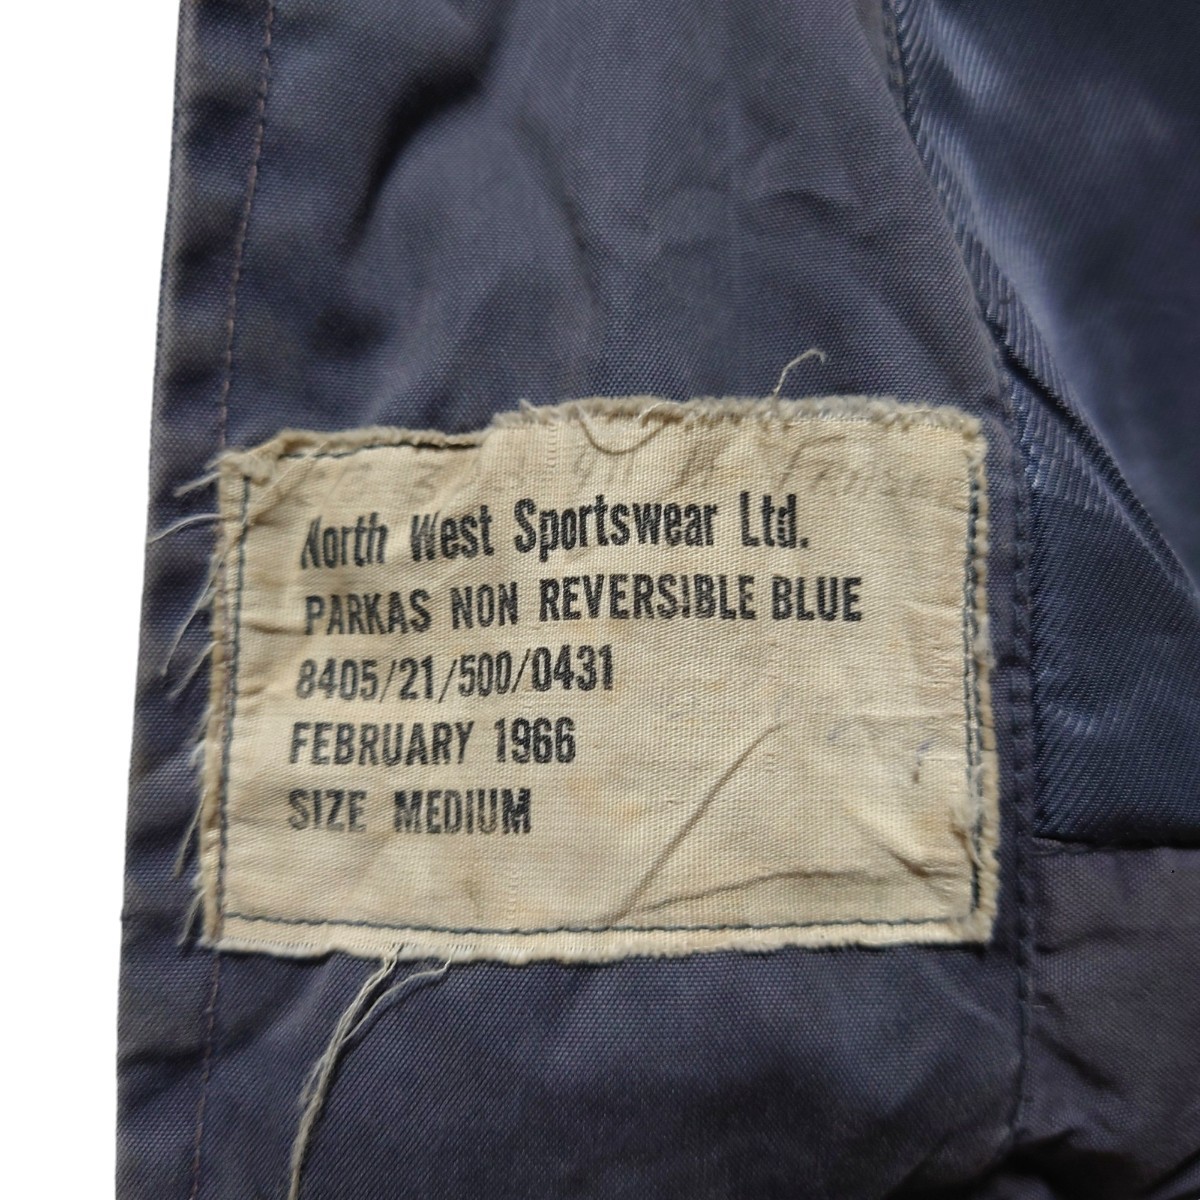 North West Sportswear Ltd.
PARKAS NON REVERSIBLE BLUE
8405/21/500/0431
FEBRUARY 1966
SIZE MEDIUM